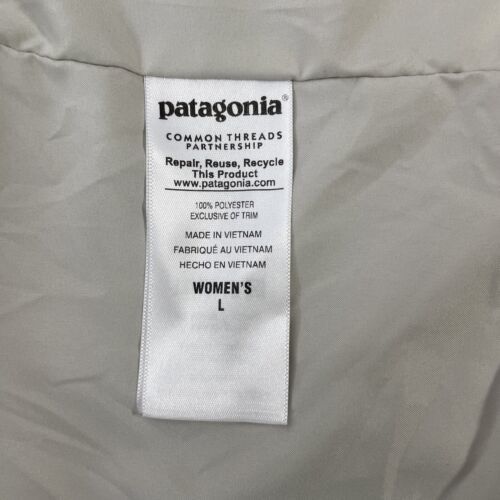 patagonia®
COMMON THREADS
PARTNERSHIP
Repair, Reuse, Recycle
This Product
www.patagonia.com
100% POLYESTER
EXCLUSIVE OF TRIM
MADE IN VIETNAM
FABRIQUÉ AU VIETNAM
HECHO EN VIETNAM
WOMEN'S
L